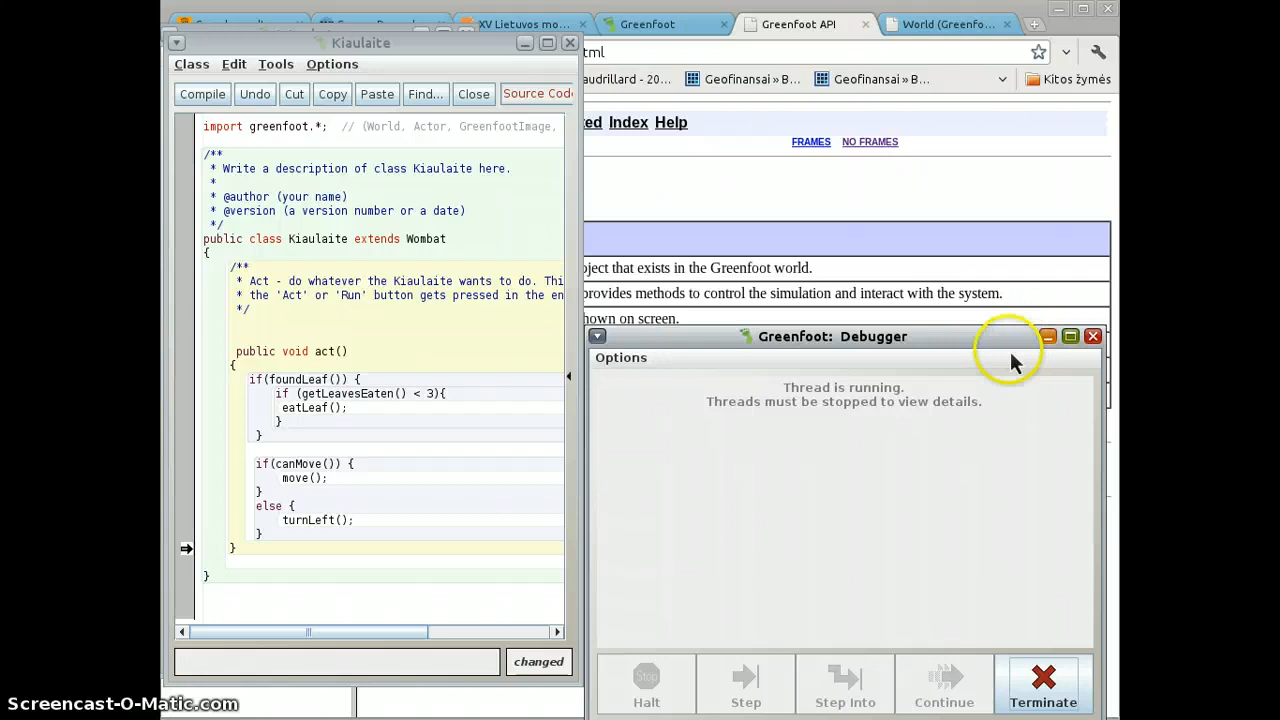 XV Lietuvos mo...
Greenfoot
Greenfoot API
World (Greenfo...
Kiaulaite
html
Class Edit Tools Options
audrillard - 20... Geofinansai » B... Geofinansai » B... Kitos žymės
Compile Undo Cut Copy Paste Find... Close Source Code
import greenfoot.*;  // (World, Actor, GreenfootImage,
Index Help
FRAMES NO FRAMES
/**
* Write a description of class Kiaulaite here.
*
* @author (your name)
* @version (a version number or a date)
*/
public class Kiaulaite extends Wombat
{
/**
* Act - do whatever the Kiaulaite wants to do. Thi
* the 'Act' or 'Run' button gets pressed in the en
*/
public void act()
{
if(foundLeaf()) {
if (getLeavesEaten() < 3){
eatLeaf();
}
}
if(canMove()) {
move();
}
else {
turnLeft();
}
}
}
changed
ject that exists in the Greenfoot world.
provides methods to control the simulation and interact with the system.
hown on screen.
Greenfoot: Debugger
Options
Thread is running.
Threads must be stopped to view details.
Halt Step Step Into Continue Terminate
Stop
Screencast-O-Matic.com